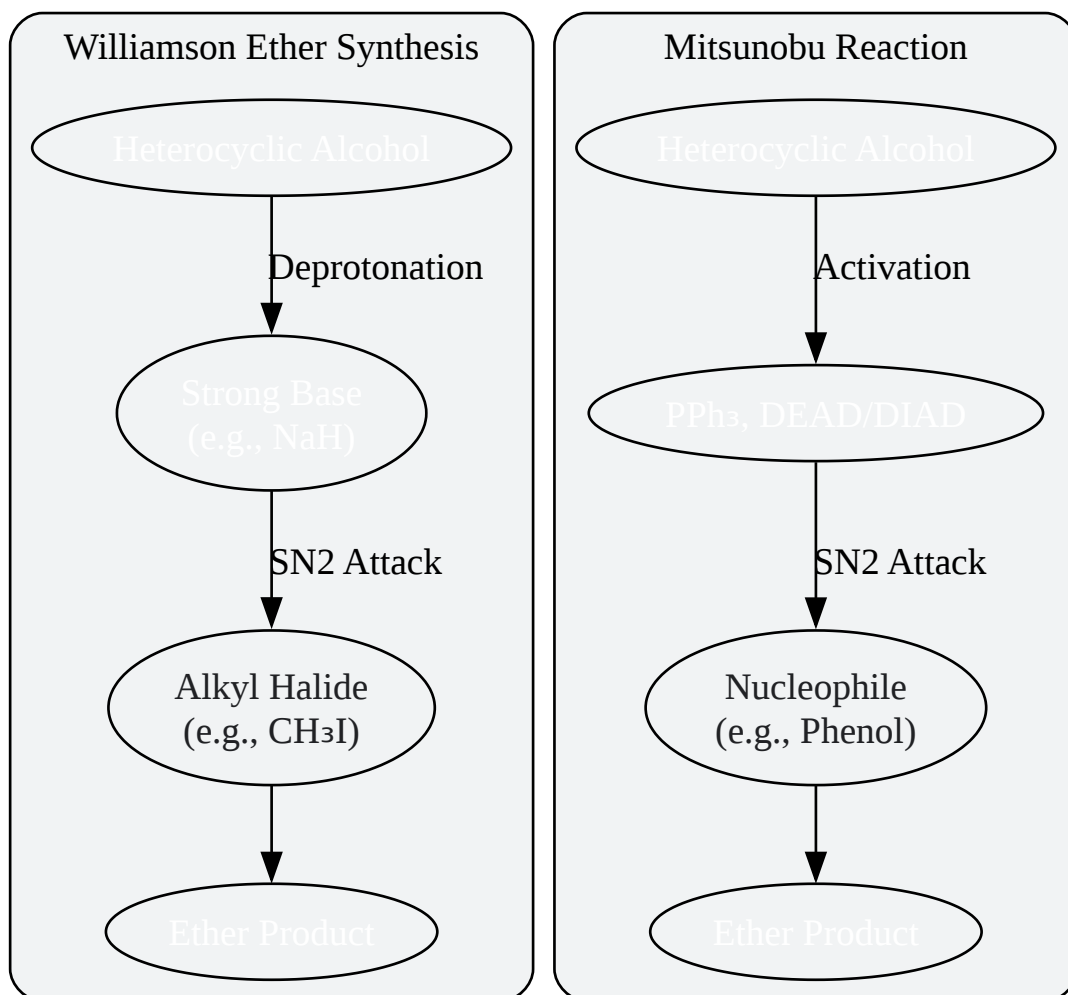 Williamson Ether Synthesis
Heterocyclic Alcohol
Deprotonation
Strong Base
(e.g., NaH)
SN2 Attack
Alkyl Halide
(e.g., CH₃I)
Ether Product
Mitsunobu Reaction
Heterocyclic Alcohol
Activation
PPh₃, DEAD/DIAD
SN2 Attack
Nucleophile
(e.g., Phenol)
Ether Product